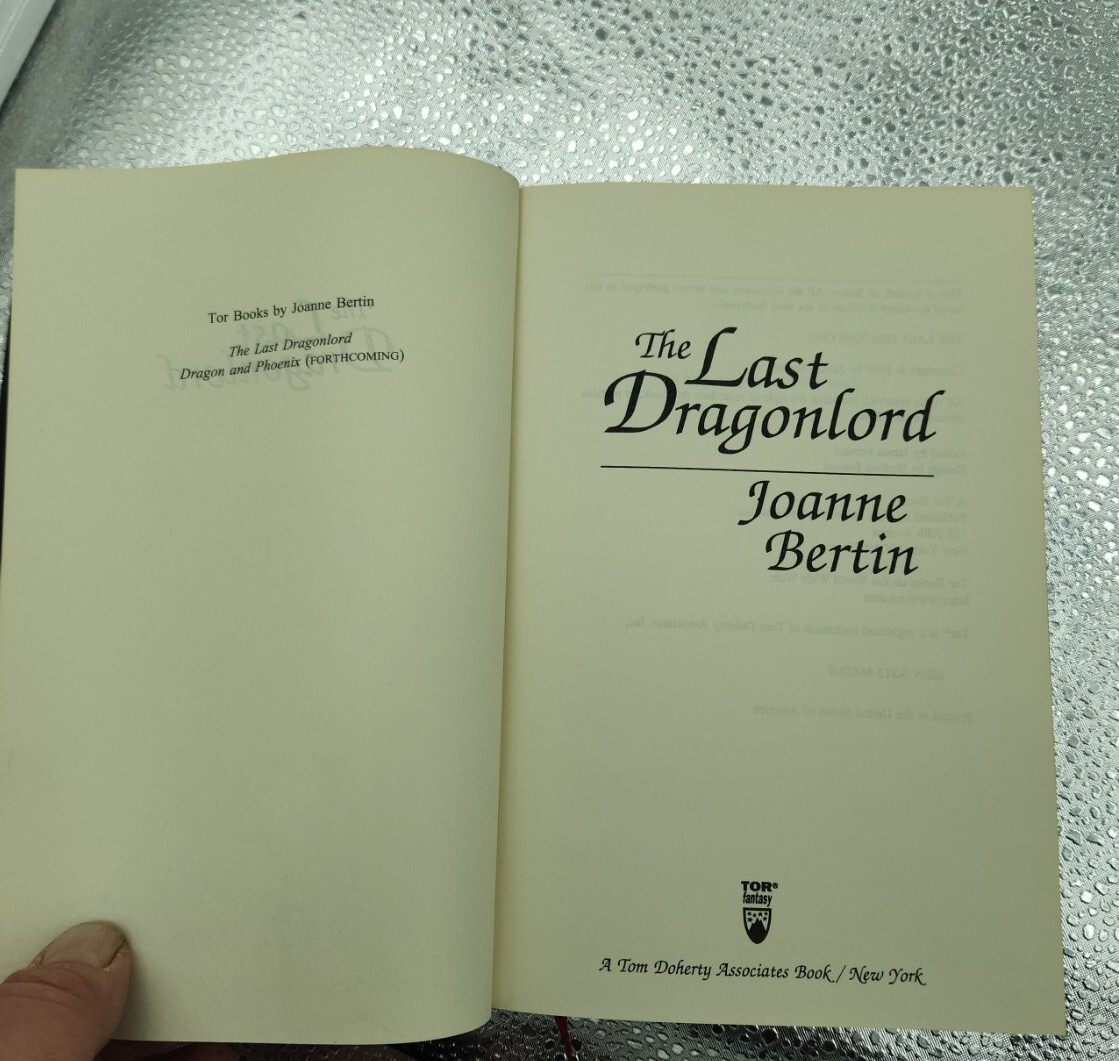 Tor Books by Joanne Bertin
The Last Dragonlord
Dragon and Phoenix (FORTHCOMING)
The Last
Dragonlord
Joanne
Bertin
TOR®
fantasy
A Tom Doherty Associates Book / New York